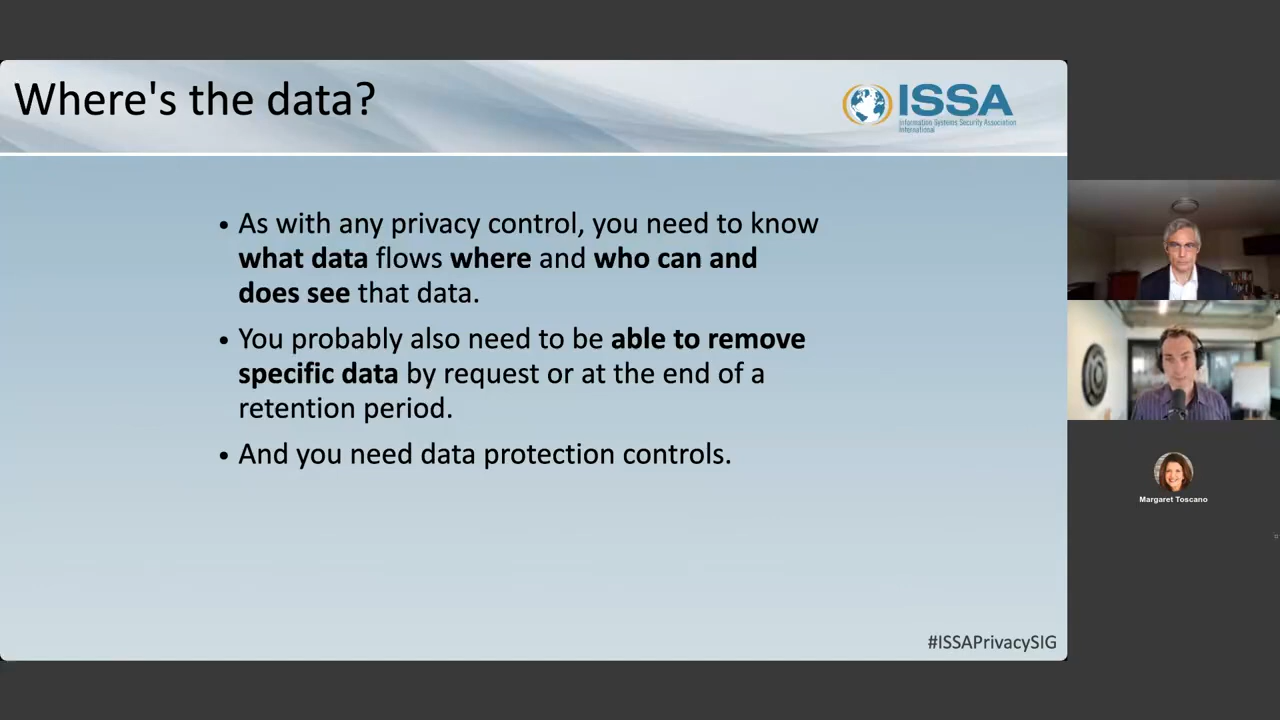 Where's the data?
ISSA
Information Systems Security Association
International
• As with any privacy control, you need to know
what data flows where and who can and
does see that data.
• You probably also need to be able to remove
specific data by request or at the end of a
retention period.
• And you need data protection controls.
Margaret Toscano
#ISSAPrivacySIG